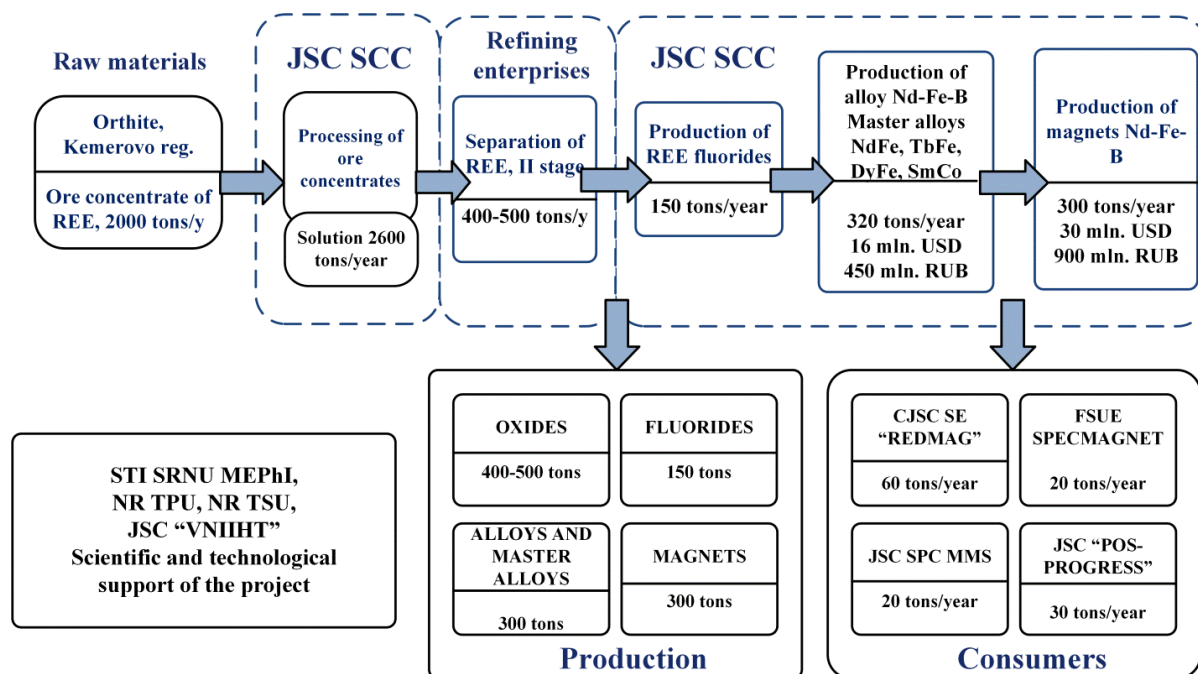 Raw materials
Orthite,
Kemerovo reg.
Ore concentrate of
REE, 2000 tons/y
JSC SCC
Processing of
ore
concentrates
Solution 2600
tons/year
Refining
enterprises
Separation of
REE, II stage
400-500 tons/y
JSC SCC
Production of
REE fluorides
150 tons/year
Production of
alloy Nd-Fe-B
Master alloys
NdFe, TbFe,
DyFe, SmCo
320 tons/year
16 mln. USD
450 mln. RUB
Production of
magnets Nd-Fe-
B
300 tons/year
30 mln. USD
900 mln. RUB
STI SRNU MEPhI,
NR TPU, NR TSU,
JSC “VNIIHT”
Scientific and technological
support of the project
OXIDES
400-500 tons
FLUORIDES
150 tons
ALLOYS AND
MASTER
ALLOYS
300 tons
MAGNETS
300 tons
Production
CJSC SE
“REDMAG”
60 tons/year
FSUE
SPECMAGNET
20 tons/year
JSC SPC MMS
20 tons/year
JSC “POS-
PROGRESS”
30 tons/year
Consumers